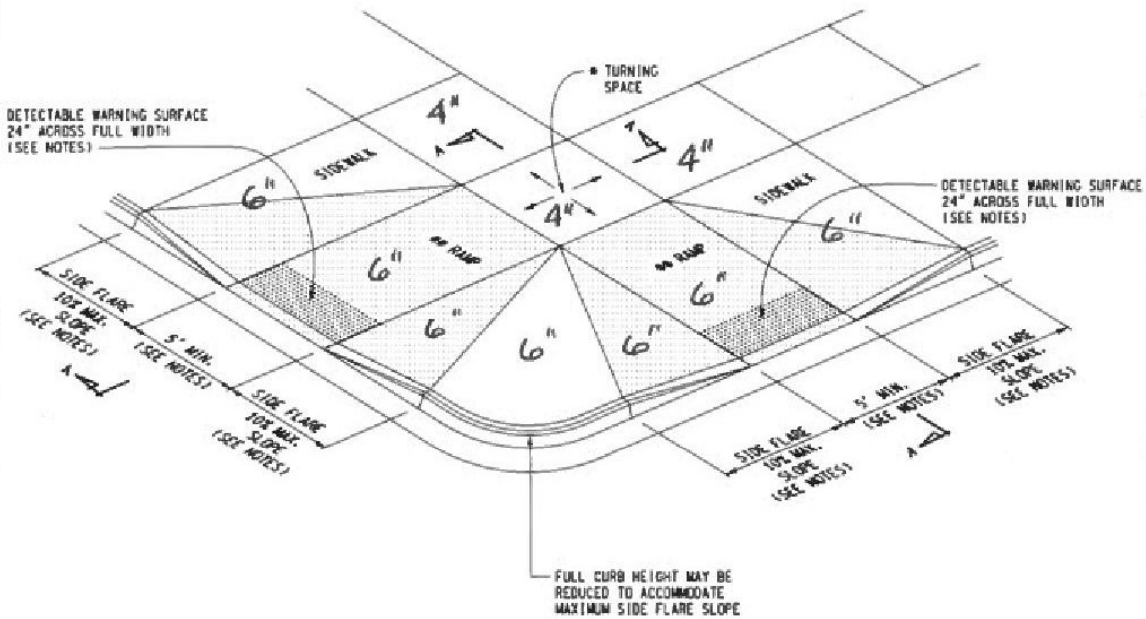 * TURNING
SPACE
DETECTABLE WARNING SURFACE
24" ACROSS FULL WIDTH
(SEE NOTES)
4"
A
A
4"
SIDEWALK
SIDEWALK
6"
4"
DETECTABLE WARNING SURFACE
24" ACROSS FULL WIDTH
(SEE NOTES)
6"
** RAMP
6"
** RAMP
6"
6"
6"
6"
SIDE FLARE
10% MAX.
SLOPE
(SEE NOTES)
5' MIN.
(SEE NOTES)
A
SIDE FLARE
10% MAX.
SLOPE
(SEE NOTES)
SIDE FLARE
10% MAX.
SLOPE
(SEE NOTES)
5' MIN.
(SEE NOTES)
A
SIDE FLARE
10% MAX.
SLOPE
(SEE NOTES)
FULL CURB HEIGHT MAY BE
REDUCED TO ACCOMMODATE
MAXIMUM SIDE FLARE SLOPE